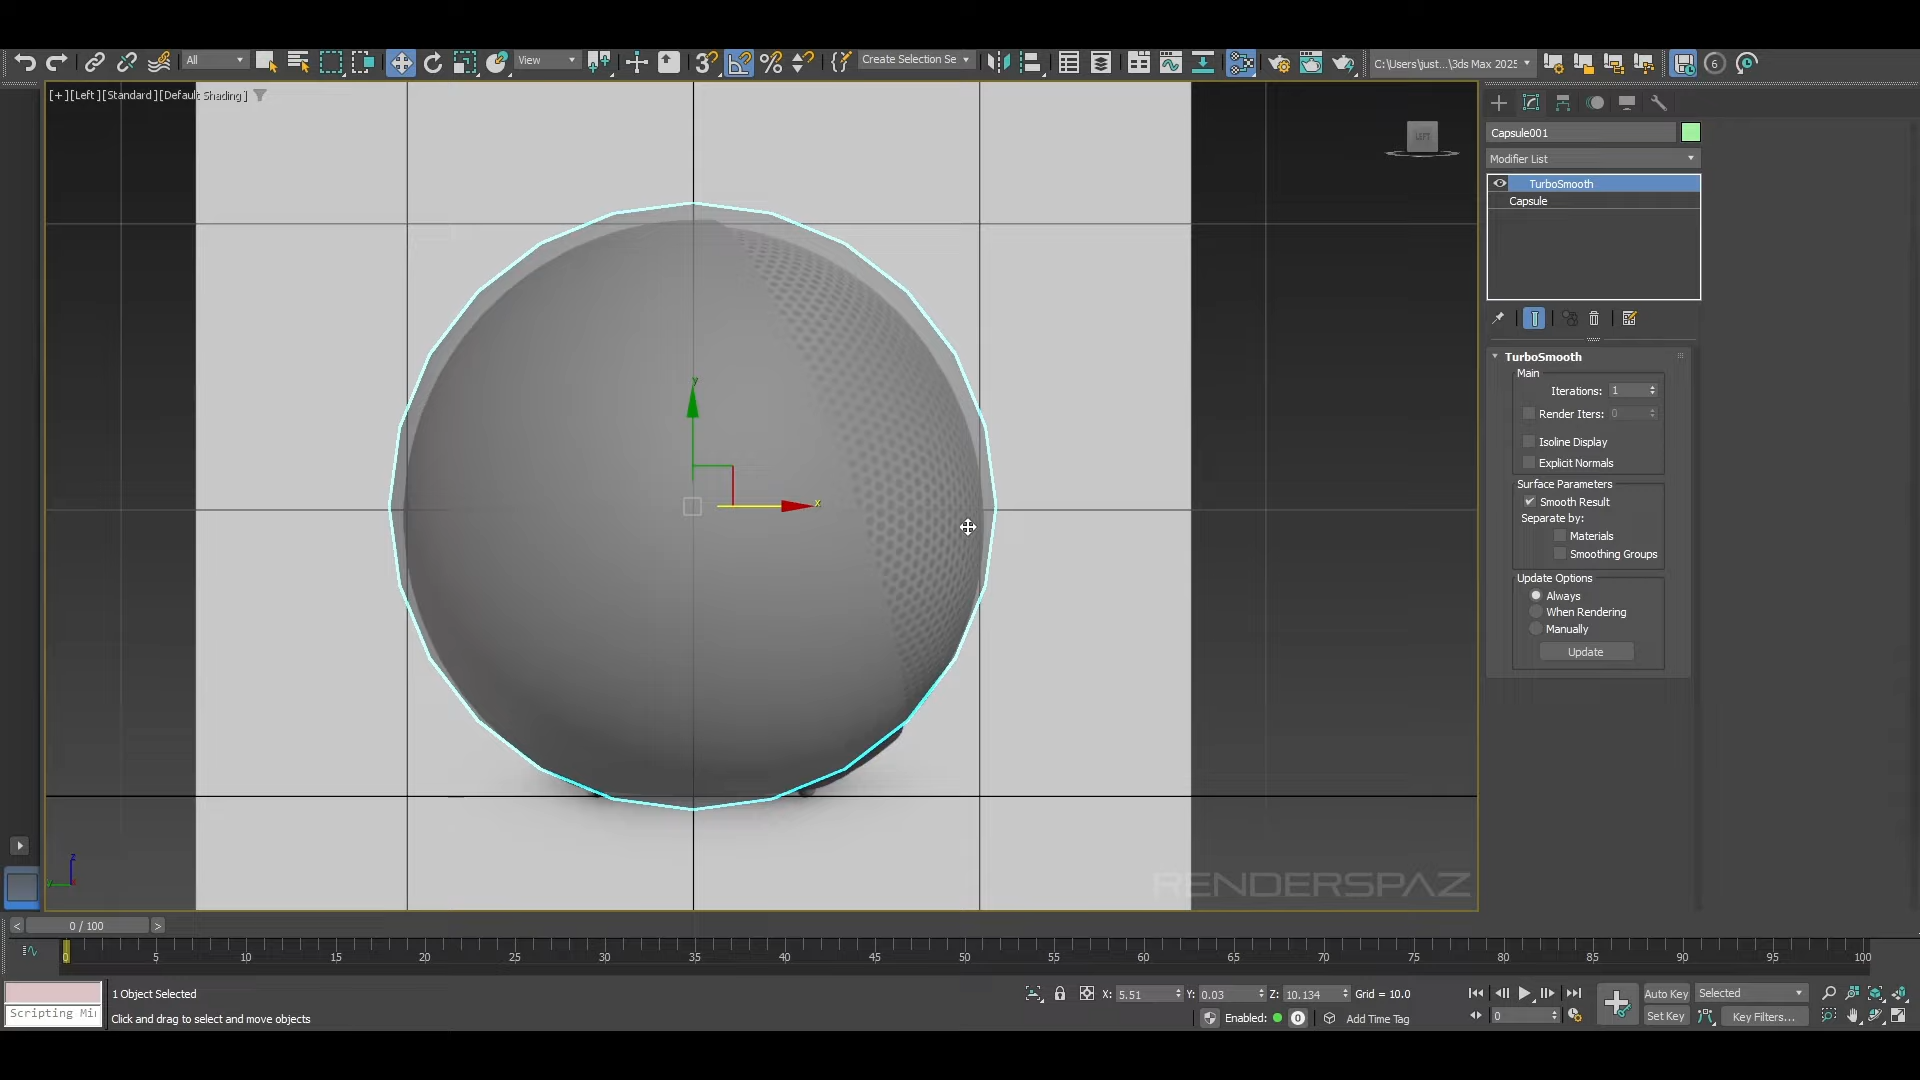 All
View
Create Selection Se
C:\Users\just...\3ds Max 2025
6
[+][Left][Standard][Default Shading]
LEFT
Capsule001
Modifier List
TurboSmooth
Capsule
TurboSmooth
Main
Iterations: 1
Render Iters: 0
Isoline Display
Explicit Normals
Surface Parameters
Smooth Result
Separate by:
Materials
Smoothing Groups
Update Options
Always
When Rendering
Manually
Update
y
x
z
y
RENDERSPAZ
< 0 / 100 >
0 5 10 15 20 25 30 35 40 45 50 55 60 65 70 75 80 85 90 95 100
1 Object Selected
X: 5.51 Y: 0.03 Z: 10.134 Grid = 10.0
Auto Key Selected
Scripting Mi
Click and drag to select and move objects
Enabled: 0 Add Time Tag
0
Set Key Key Filters...